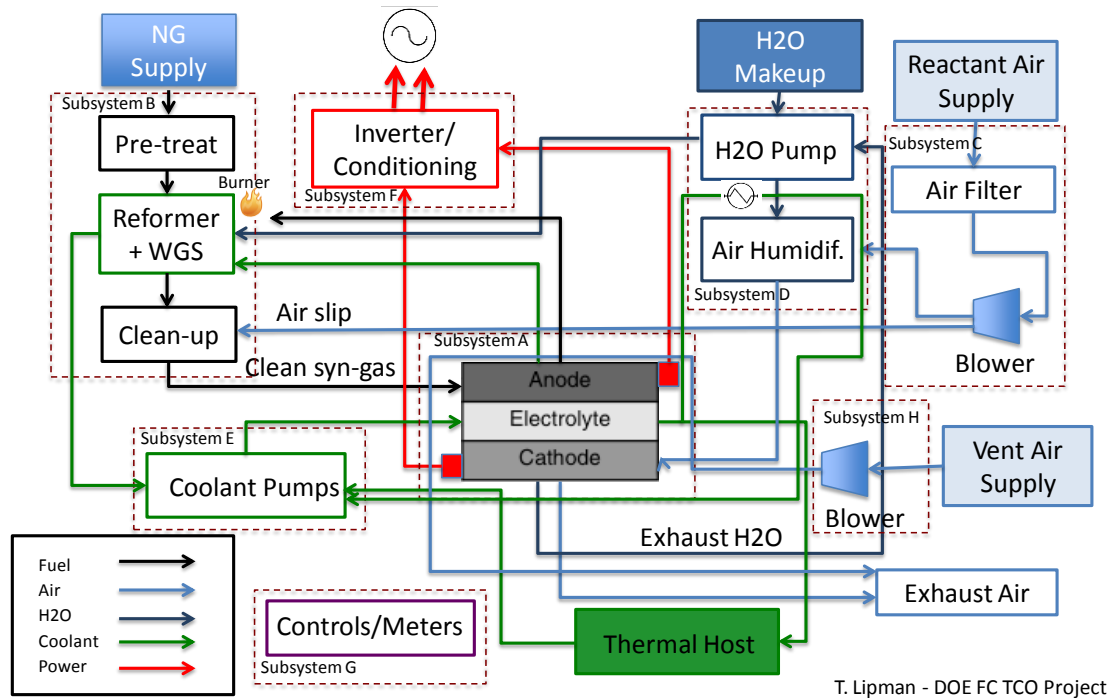 NG
Supply
H2O
Makeup
Reactant Air
Supply
Subsystem B
Pre-treat
Burner
Reformer
+ WGS
Clean-up
Inverter/
Conditioning
Subsystem F
H2O Pump
Air Humidif.
Subsystem D
Subsystem C
Air Filter
Blower
Air slip
Clean syn-gas
Subsystem A
Anode
Electrolyte
Cathode
Subsystem E
Coolant Pumps
Subsystem H
Blower
Vent Air
Supply
Exhaust H2O
Exhaust Air
Fuel
Air
H2O
Coolant
Power
Controls/Meters
Subsystem G
Thermal Host
T. Lipman - DOE FC TCO Project